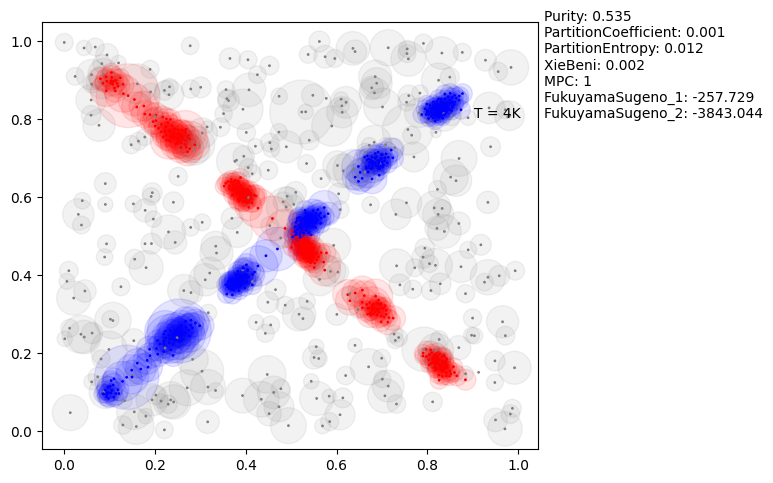 Purity: 0.535
PartitionCoefficient: 0.001
PartitionEntropy: 0.012
XieBeni: 0.002
MPC: 1
FukuyamaSugeno_1: -257.729
FukuyamaSugeno_2: -3843.044
T = 4K
1.0
0.8
0.6
0.4
0.2
0.0
0.0 0.2 0.4 0.6 0.8 1.0